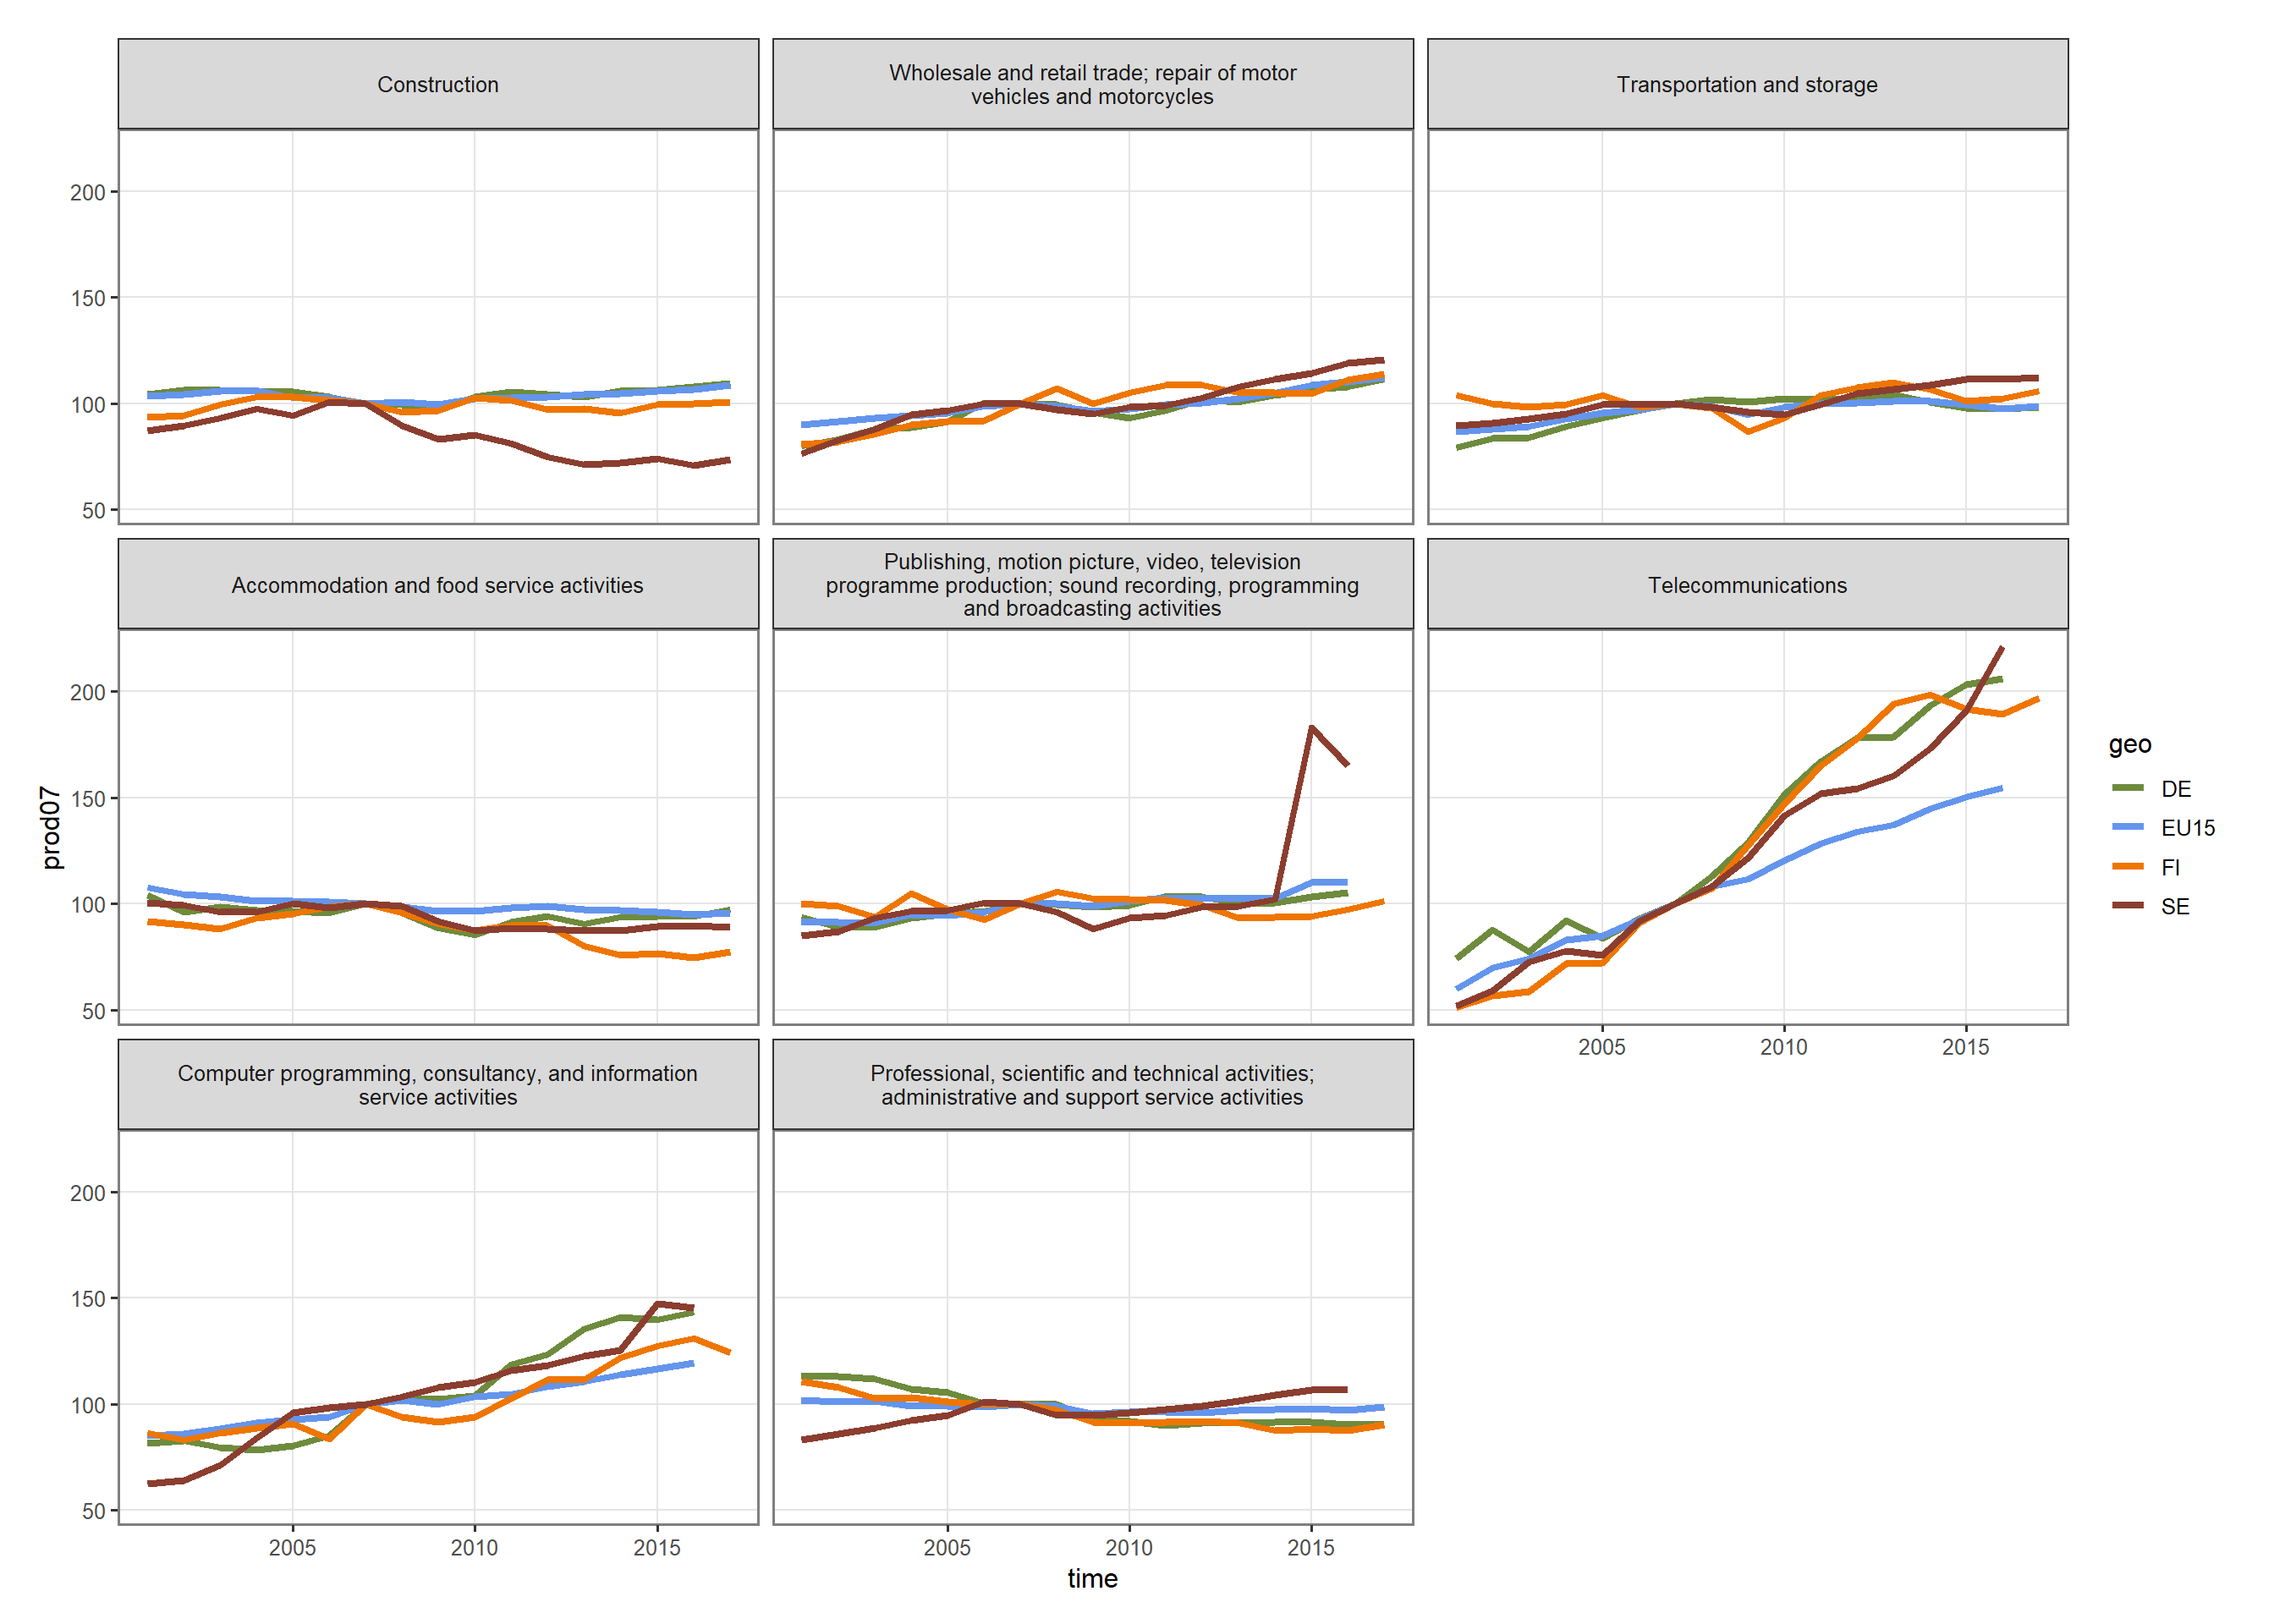 Construction
Wholesale and retail trade; repair of motor
vehicles and motorcycles
Transportation and storage
200
150
100
50
Accommodation and food service activities
Publishing, motion picture, video, television
programme production; sound recording, programming
and broadcasting activities
Telecommunications
200
150
100
50
2005
2010
2015
Computer programming, consultancy, and information
service activities
Professional, scientific and technical activities;
administrative and support service activities
200
150
100
50
2005
2010
2015
2005
2010
2015
time
prod07
geo
DE
EU15
FI
SE